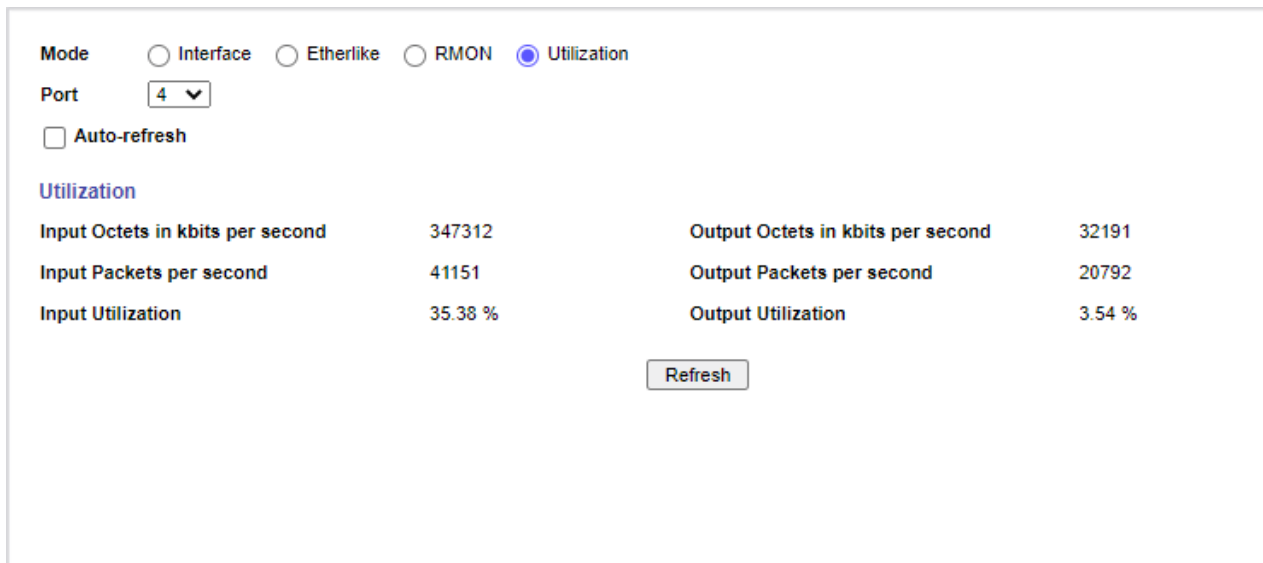 Mode Interface Etherlike RMON Utilization
Port 4
Auto-refresh
Utilization
Input Octets in kbits per second 347312 Output Octets in kbits per second 32191
Input Packets per second 41151 Output Packets per second 20792
Input Utilization 35.38 % Output Utilization 3.54 %
Refresh